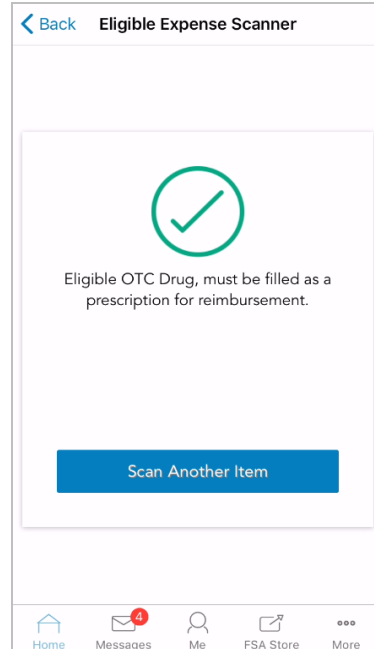 Back Eligible Expense Scanner
Eligible OTC Drug, must be filled as a
prescription for reimbursement.
Scan Another Item
4
Home Messages Me FSA Store More